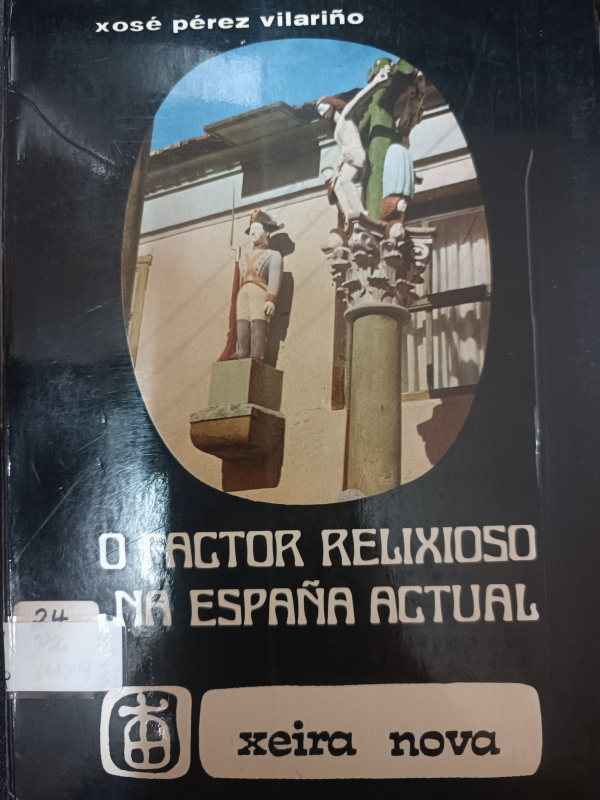 xosé pérez vilariño
O FACTOR RELIXIOSO
NA ESPAÑA ACTUAL
24
xeira nova